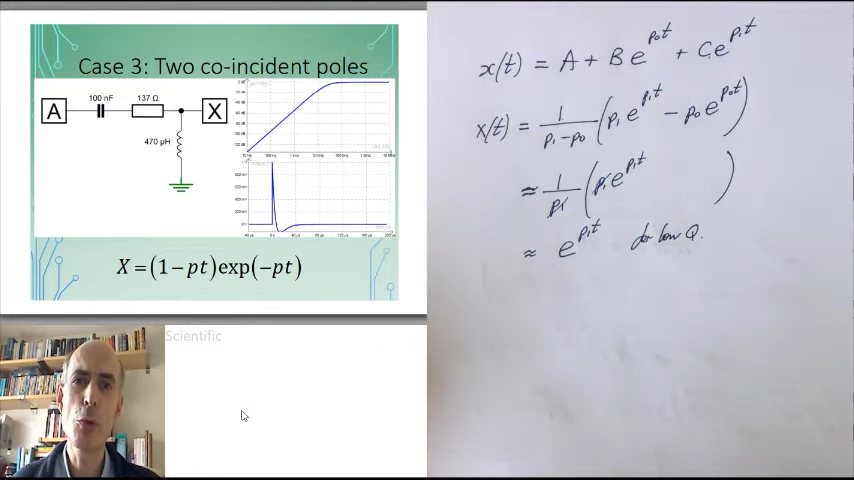 Case 3: Two co-incident poles
A
100 nF
137 Ω
X
470 μH
X = (1 − pt)exp(−pt)
Scientific
x(t) = A + Be^{p₀t} + Ce^{p₁t}
x(t) = 1/(p₁−p₀) (p₁e^{p₁t} − p₀e^{p₀t})
≈ 1/p₁ (p₁e^{p₁t} )
≈ e^{p₁t} for low Q.